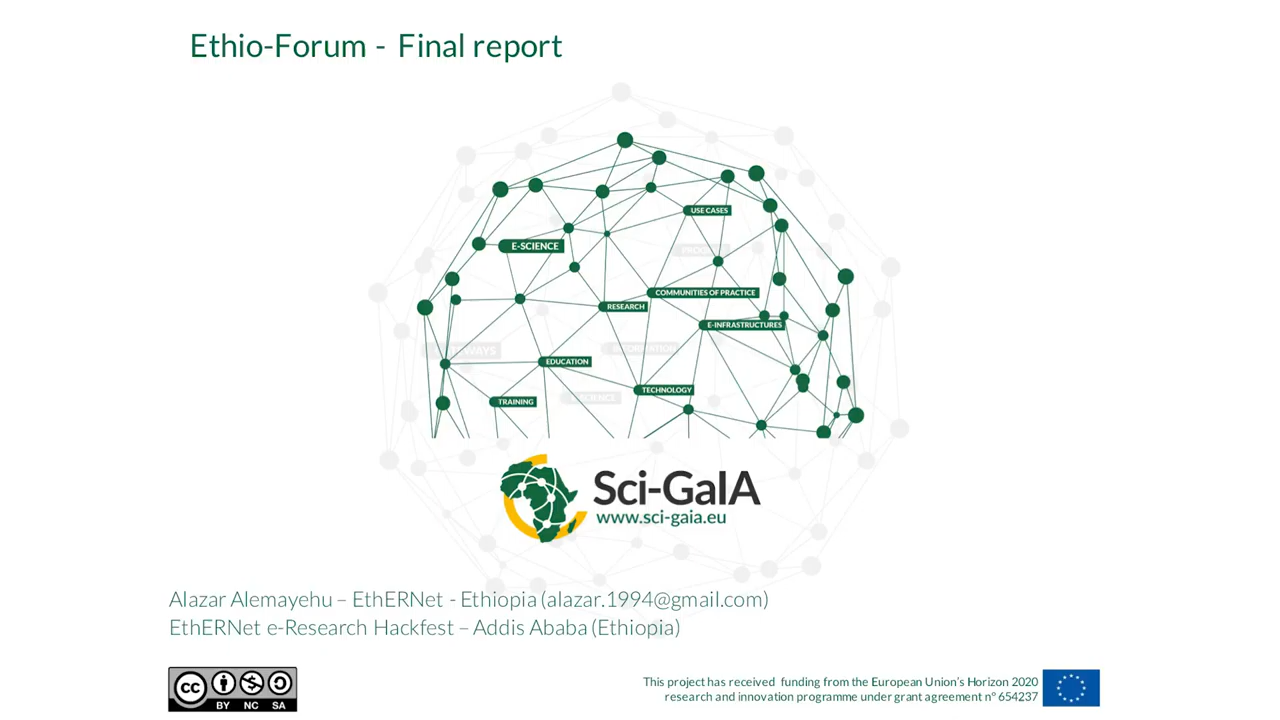 Ethio-Forum - Final report
USE CASES
E-SCIENCE
COMMUNITIES OF PRACTICE
RESEARCH
E-INFRASTRUCTURES
EDUCATION
TECHNOLOGY
TRAINING
Sci-GaIA
www.sci-gaia.eu
Alazar Alemayehu – EthERNet - Ethiopia (alazar.1994@gmail.com)
EthERNet e-Research Hackfest – Addis Ababa (Ethiopia)
cc
BY NC SA
This project has received funding from the European Union's Horizon 2020
research and innovation programme under grant agreement n° 654237